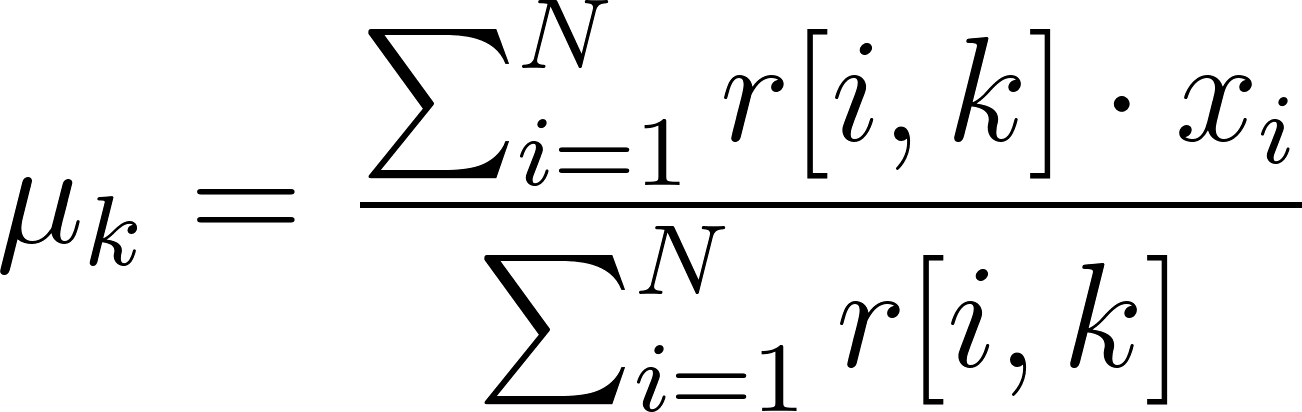 μ_k = \frac{\sum_{i=1}^{N} r[i, k] \cdot x_i}{\sum_{i=1}^{N} r[i, k]}